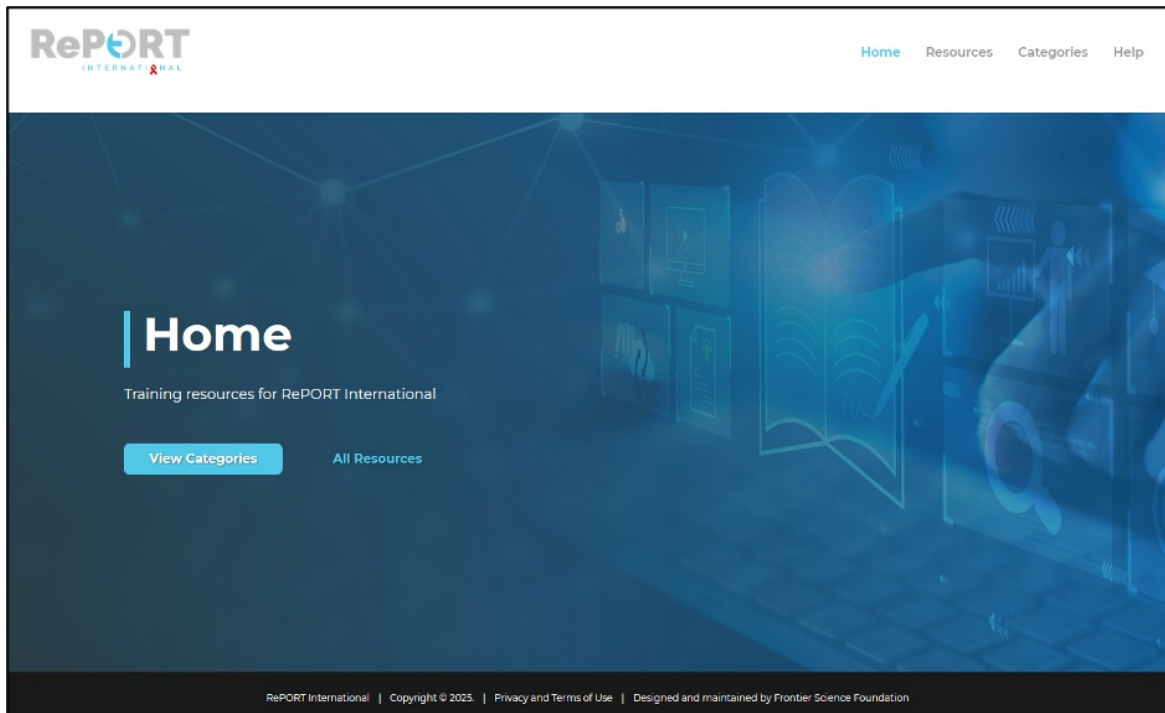 RePORT
INTERNATIONAL
Home Resources Categories Help
Home
Training resources for RePORT International
View Categories All Resources
RePORT International | Copyright © 2025. | Privacy and Terms of Use | Designed and maintained by Frontier Science Foundation